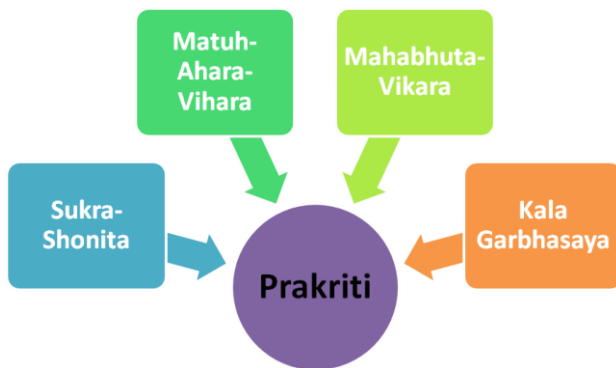 Matuh-
Ahara-
Vihara
Mahabhuta-
Vikara
Sukra-
Shonita
Kala
Garbhasaya
Prakriti